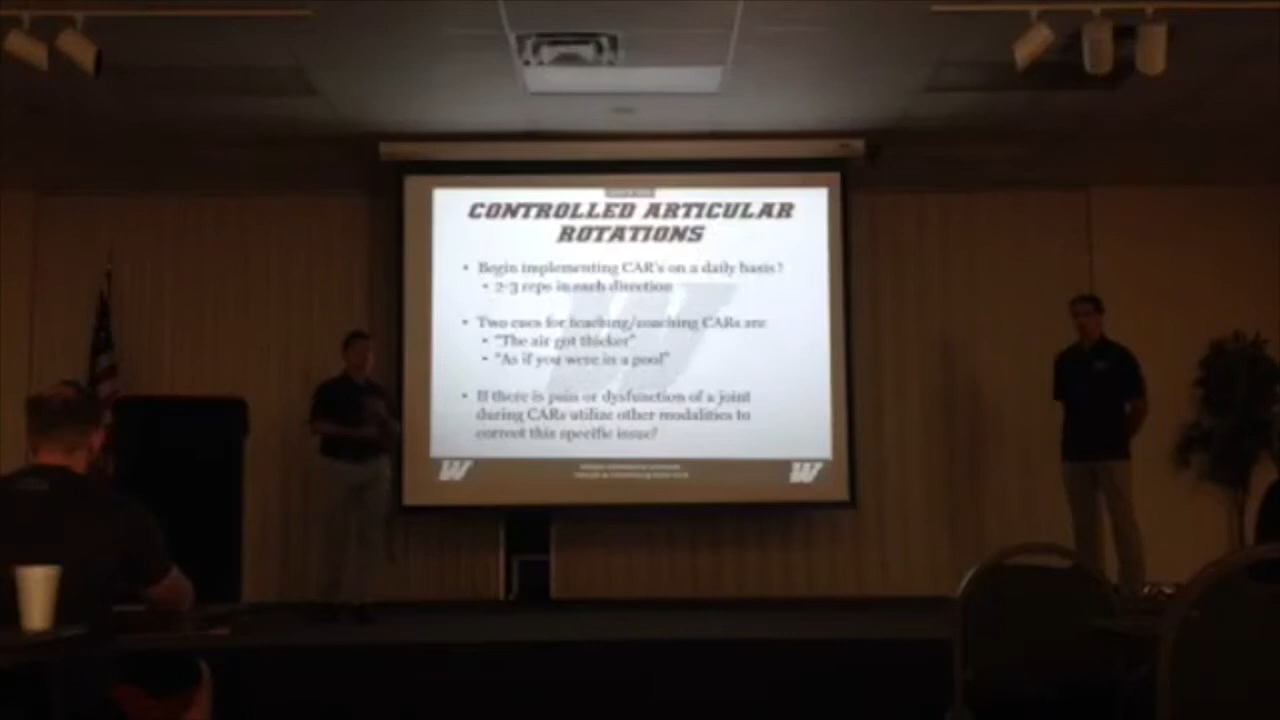 CONTROLLED ARTICULAR
ROTATIONS
• Begin implementing CAR's on a daily basis!
• 2-3 reps in each direction
• Two cues for teaching/coaching CARs are
• "The air got thicker"
• "As if you were in a pool"
• If there is pain or dysfunction of a joint
during CARs utilize other modalities to
correct this specific issue!
W
W